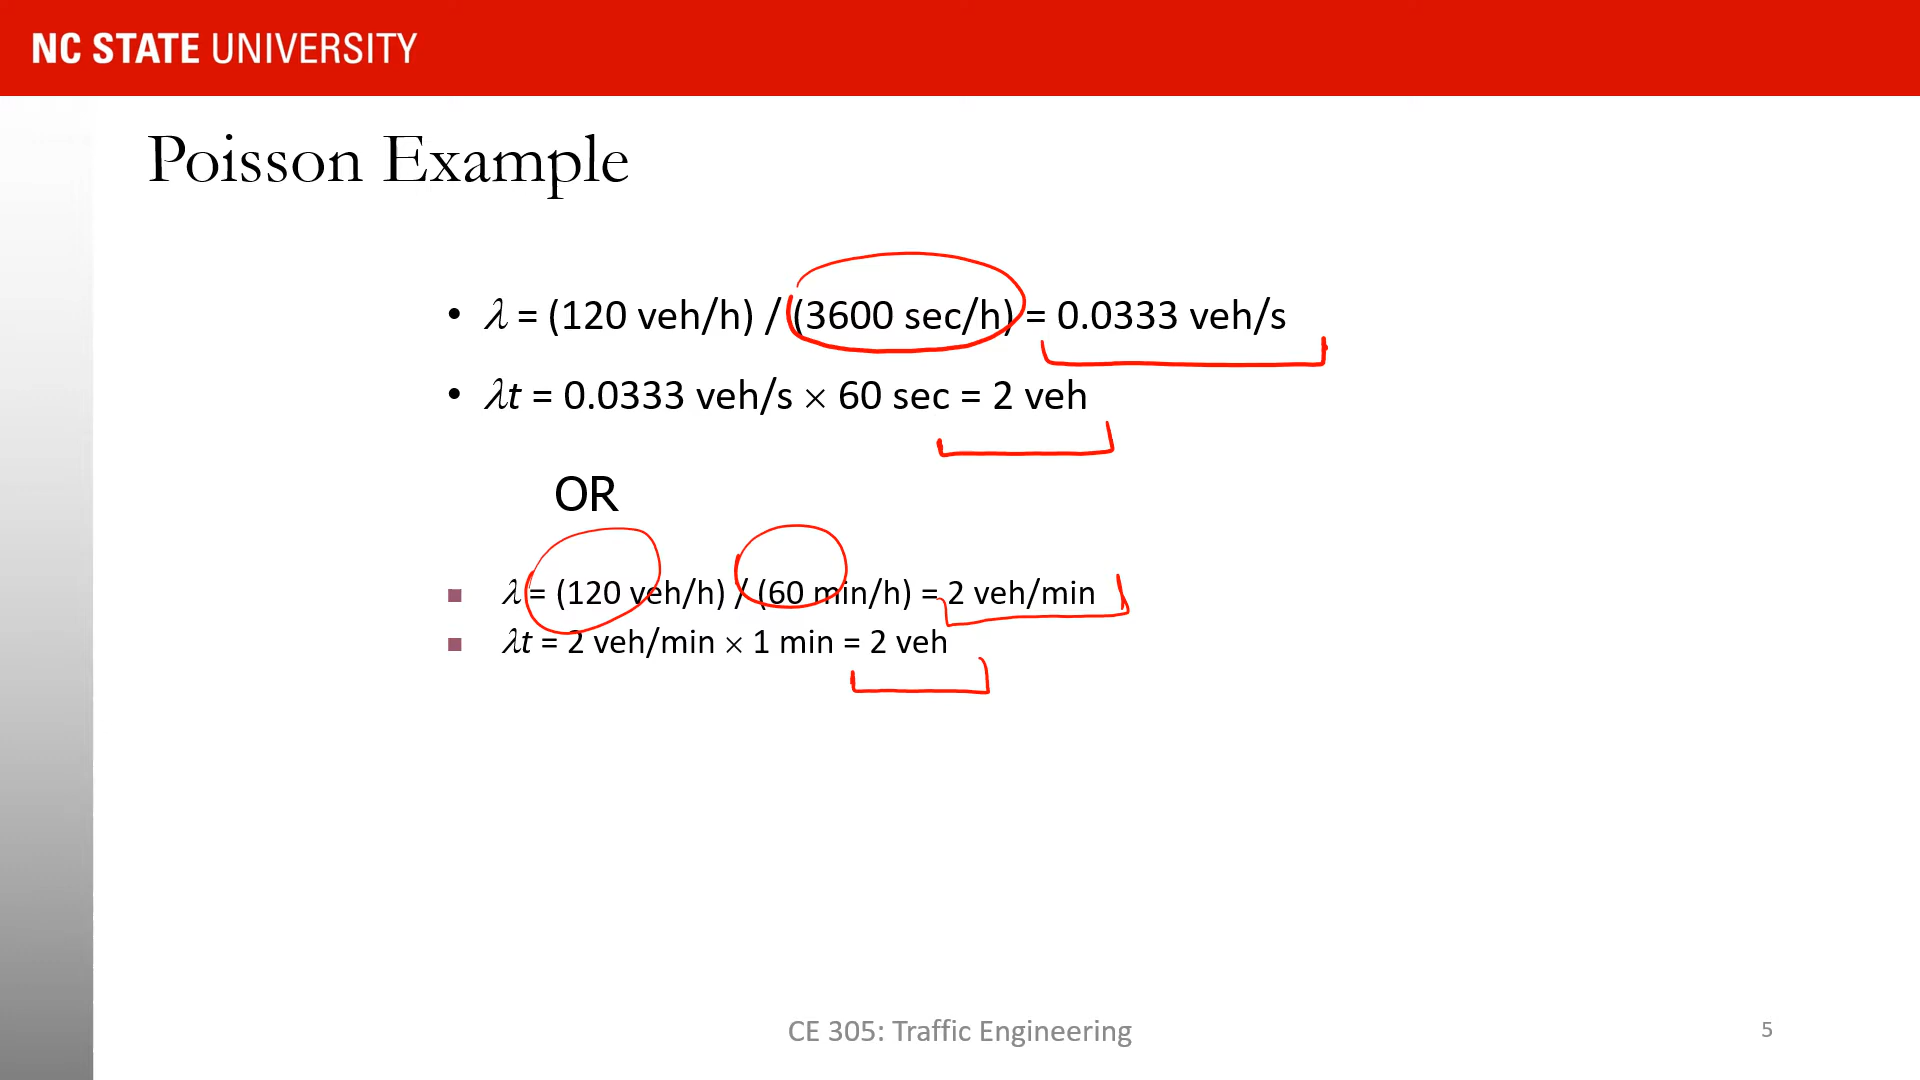 NC STATE UNIVERSITY
Poisson Example
• λ = (120 veh/h) / (3600 sec/h) = 0.0333 veh/s
• λt = 0.0333 veh/s × 60 sec = 2 veh
OR
■ λ = (120 veh/h) / (60 min/h) = 2 veh/min
■ λt = 2 veh/min × 1 min = 2 veh
CE 305: Traffic Engineering
5